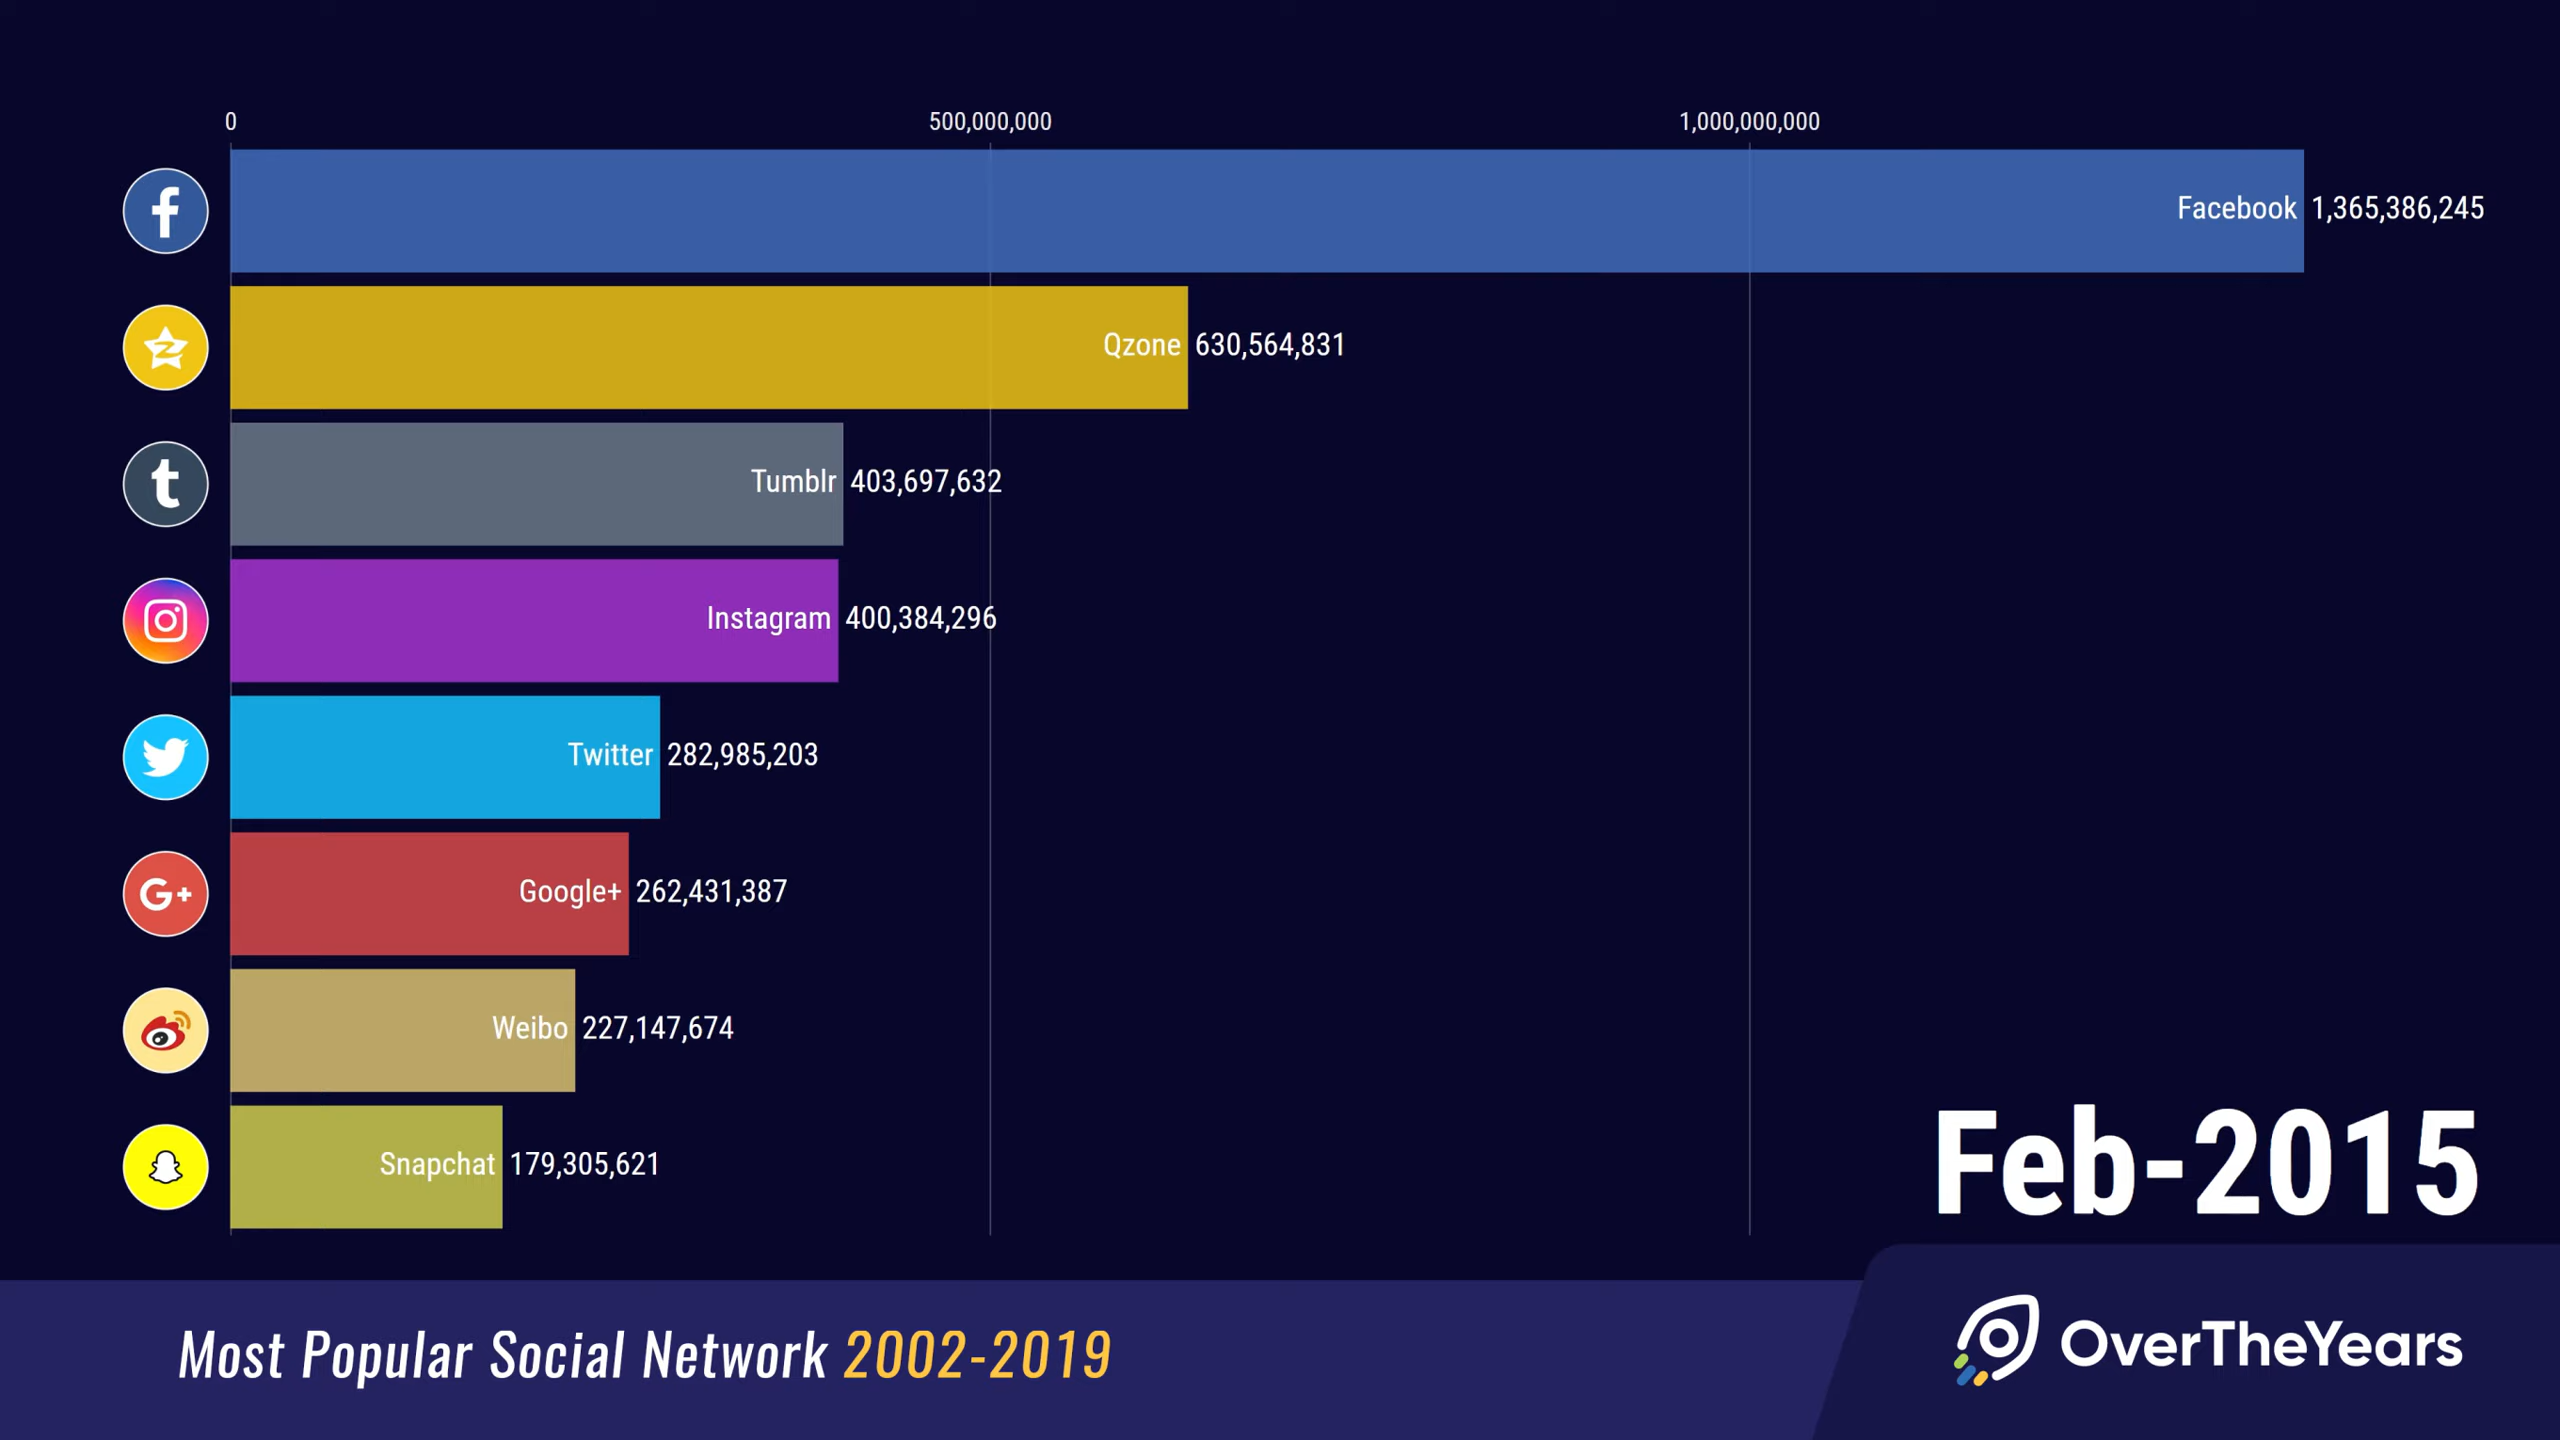 0 500,000,000 1,000,000,000
Facebook 1,365,386,245
Qzone 630,564,831
Tumblr 403,697,632
Instagram 400,384,296
Twitter 282,985,203
G+ Google+ 262,431,387
Weibo 227,147,674
Snapchat 179,305,621
Feb-2015
Most Popular Social Network 2002-2019
OverTheYears